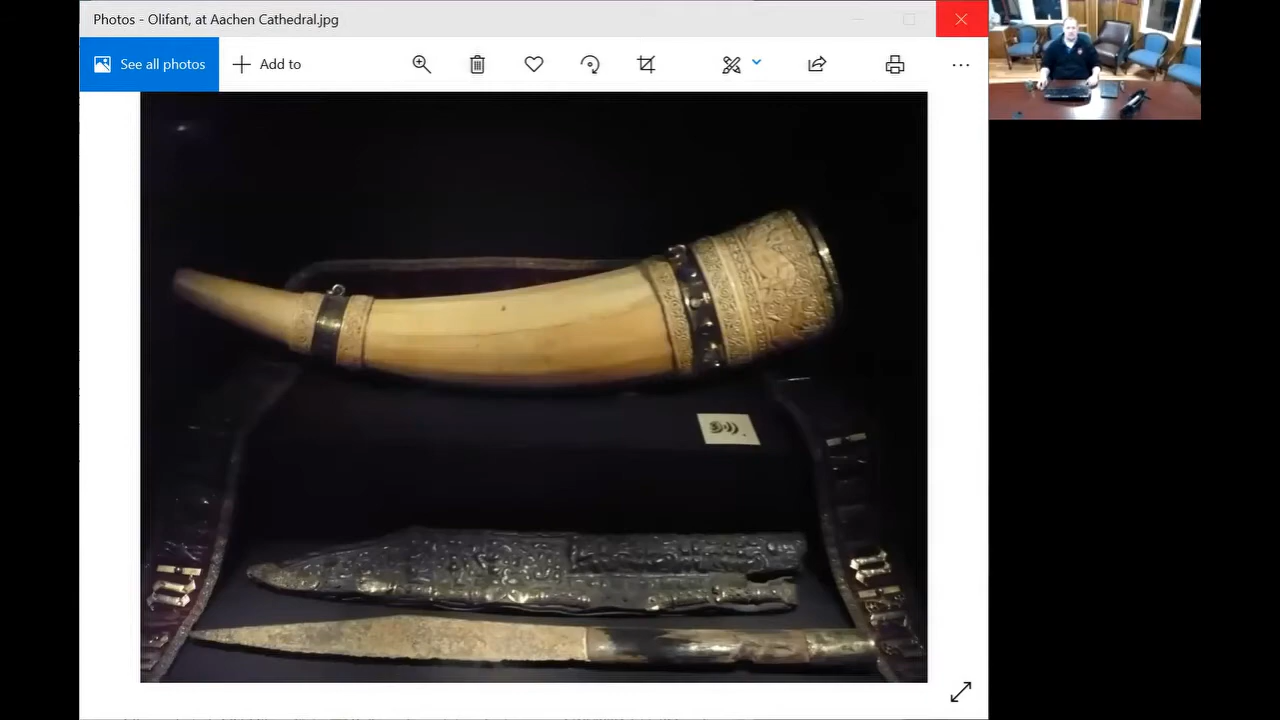 Photos - Olifant, at Aachen Cathedral.jpg
See all photos
Add to